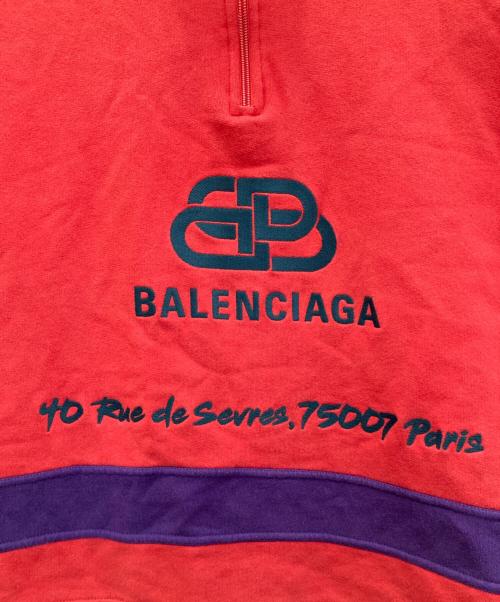 BALENCIAGA
40 Rue de Sevres, 75007 Paris